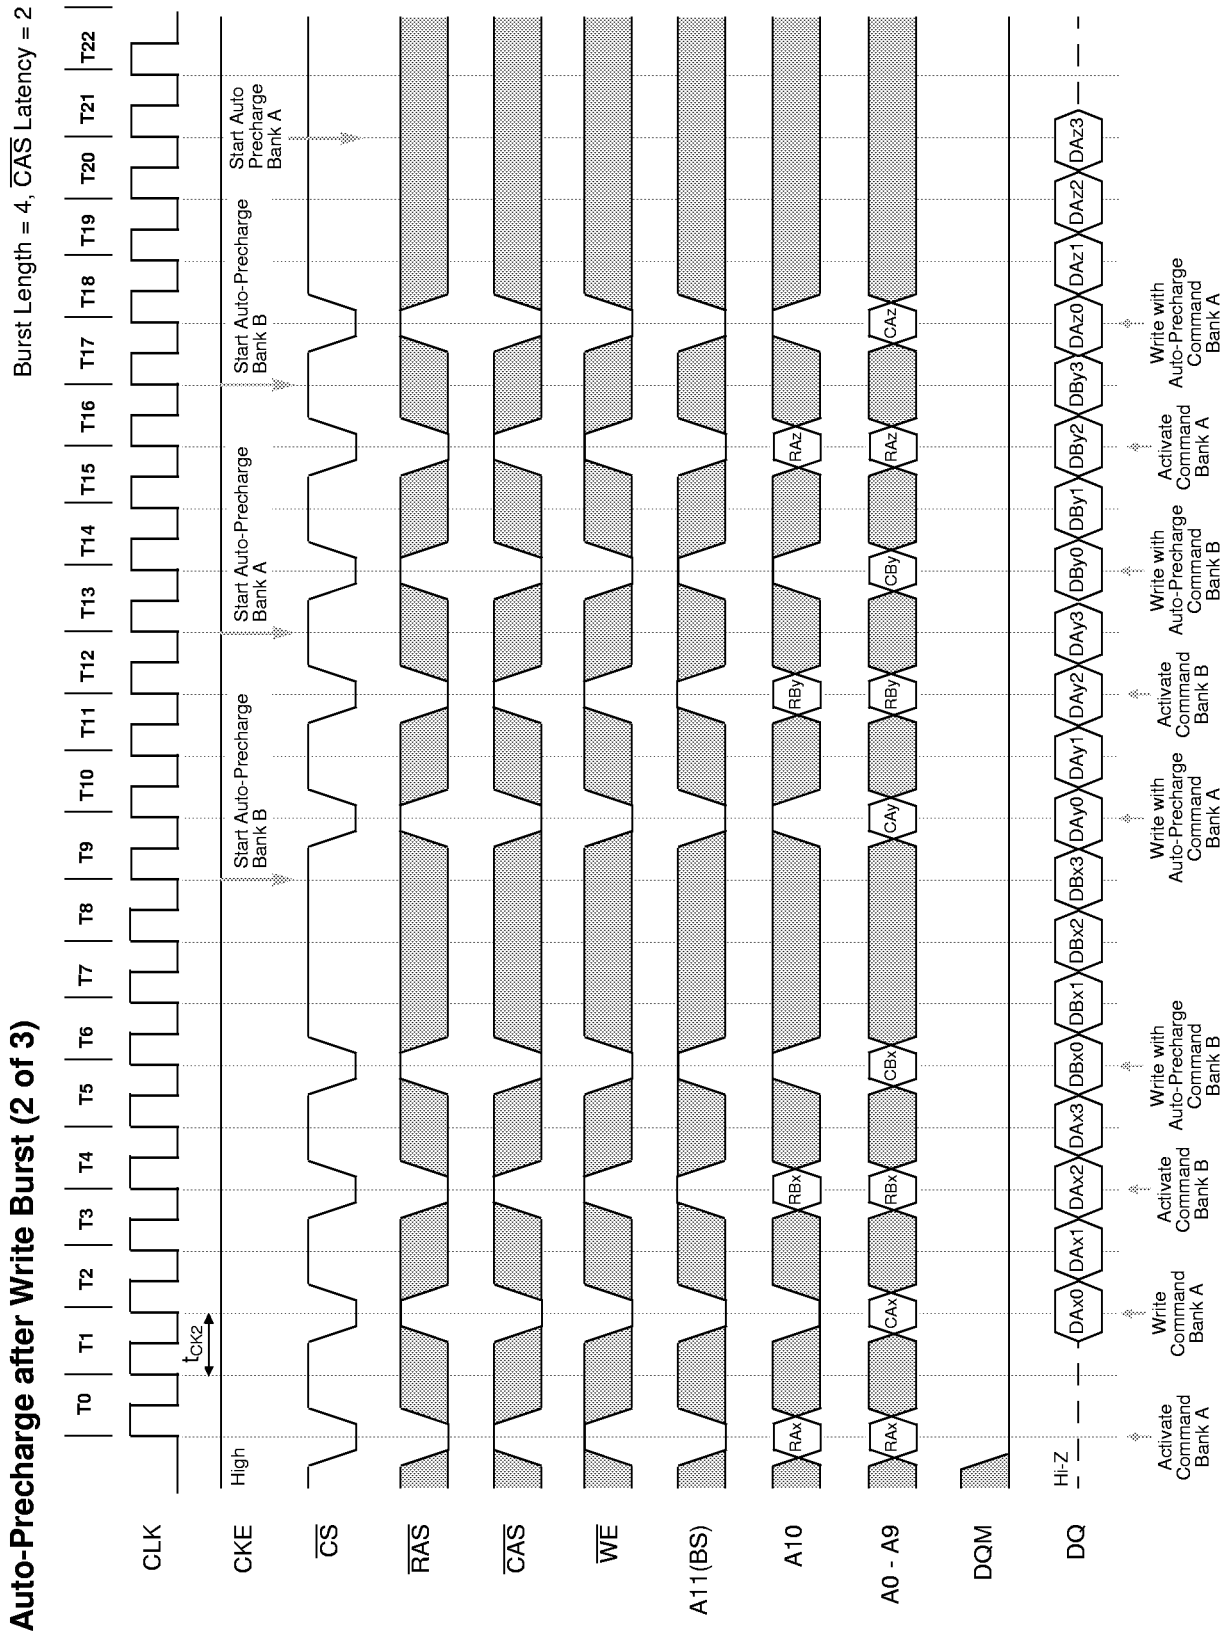 Auto-Precharge after Write Burst (2 of 3)
Burst Length = 4, CAS Latency = 2
T0 T1 T2 T3 T4 T5 T6 T7 T8 T9 T10 T11 T12 T13 T14 T15 T16 T17 T18 T19 T20 T21 T22
CLK
tCK2
CKE
High
Start Auto-Precharge
Bank B
Start Auto-Precharge
Bank A
Start Auto-Precharge
Bank B
Start Auto
Precharge
Bank A
CS
RAS
CAS
WE
A11(BS)
A10
RAx RBx RBy RAz
A0 - A9
RAx CAx RBx CBx CAy RBy CBy RAz CAz
DQM
DQ
Hi-Z
DAx0 DAx1 DAx2 DAx3 DBx0 DBx1 DBx2 DBx3 DAy0 DAy1 DAy2 DAy3 DBy0 DBy1 DBy2 DBy3 DAz0 DAz1 DAz2 DAz3
Activate
Command
Bank A
Write
Command
Bank A
Activate
Command
Bank B
Write with
Auto-Precharge
Command
Bank B
Write with
Auto-Precharge
Command
Bank A
Activate
Command
Bank B
Write with
Auto-Precharge
Command
Bank B
Activate
Command
Bank A
Write with
Auto-Precharge
Command
Bank A